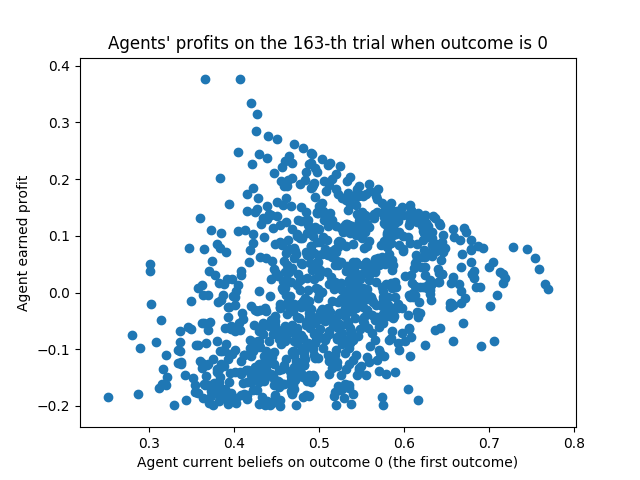 Agents' profits on the 163-th trial when outcome is 0
0.4
0.3
0.2
0.1
0.0
−0.1
−0.2
Agent earned profit
0.3 0.4 0.5 0.6 0.7 0.8
Agent current beliefs on outcome 0 (the first outcome)